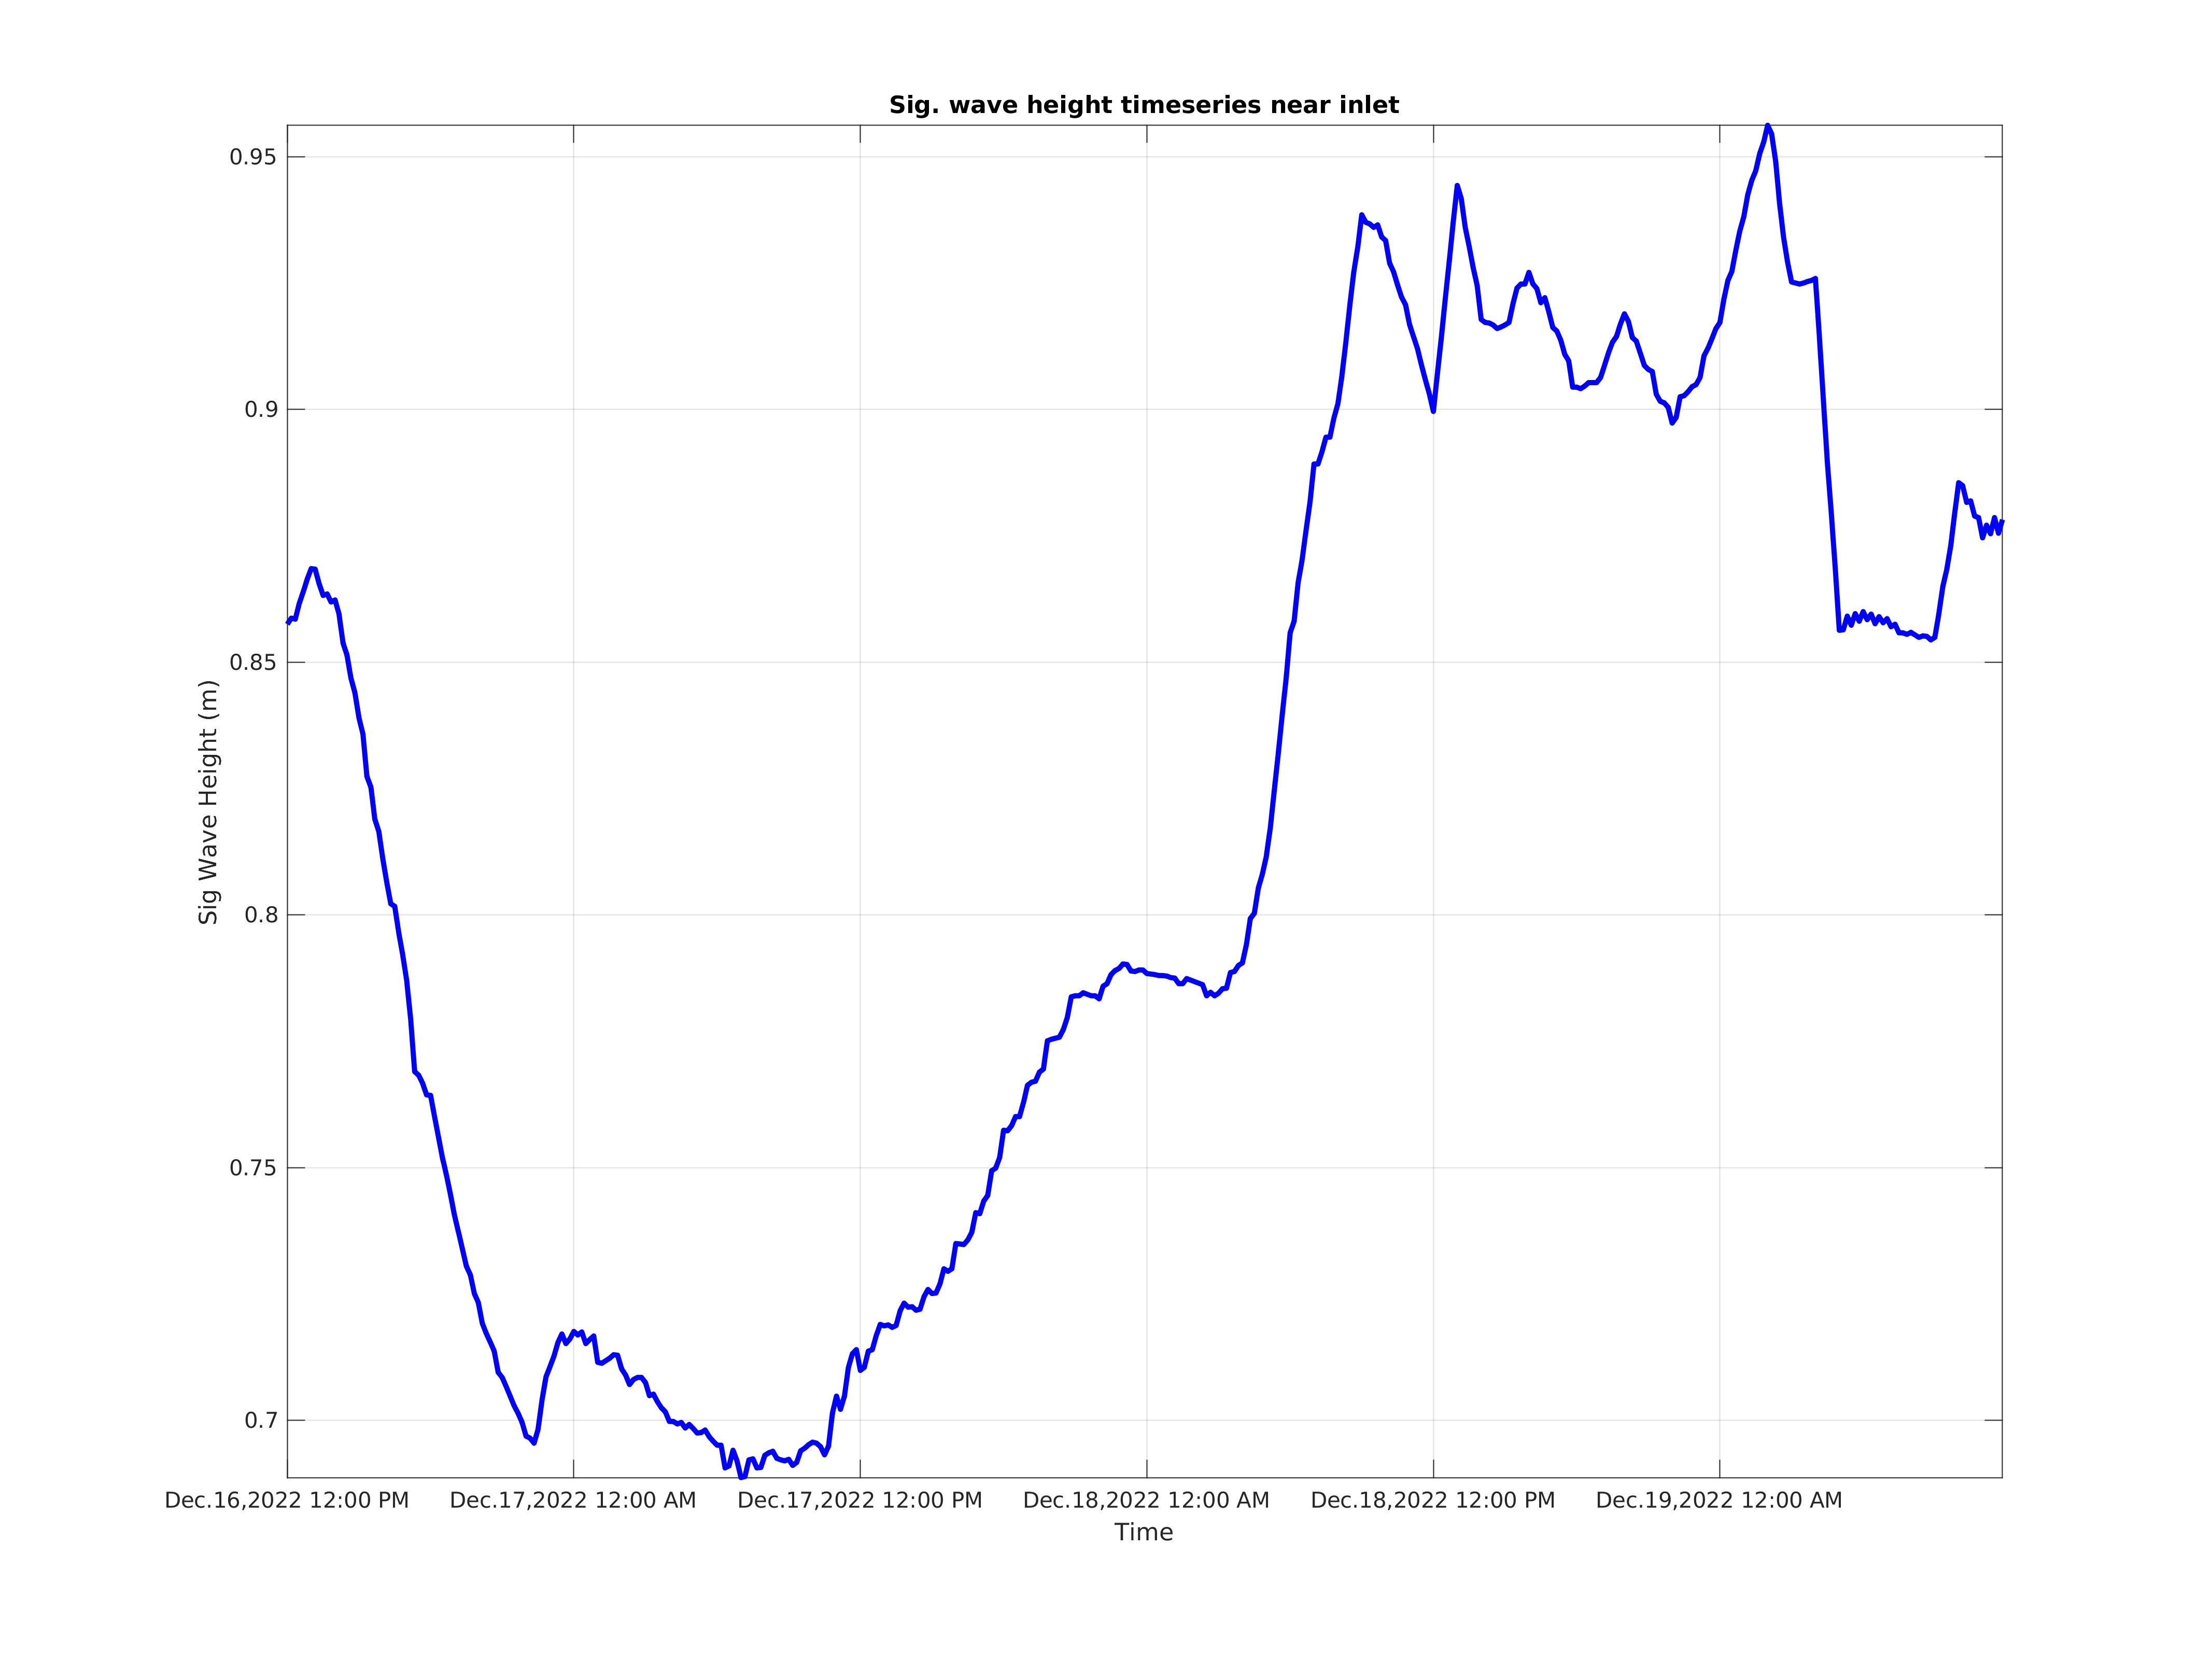 Sig. wave height timeseries near inlet
0.95
0.9
0.85
0.8
0.75
0.7
Sig Wave Height (m)
Dec.16,2022 12:00 PM
Dec.17,2022 12:00 AM
Dec.17,2022 12:00 PM
Dec.18,2022 12:00 AM
Dec.18,2022 12:00 PM
Dec.19,2022 12:00 AM
Time